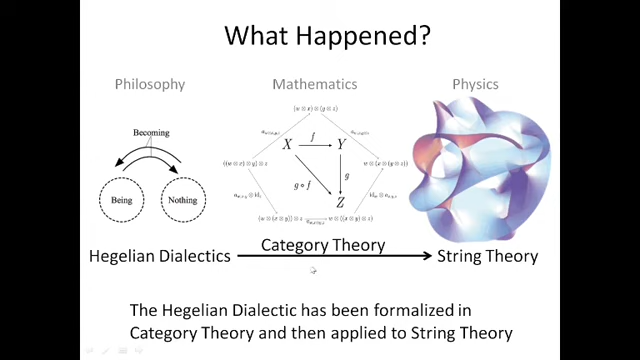 What Happened?
Philosophy
Mathematics
Physics
Becoming
Being
Nothing
(w ⊗ x) ⊗ (y ⊗ z)
((w ⊗ x) ⊗ y) ⊗ z
w ⊗ (x ⊗ (y ⊗ z))
(w ⊗ (x ⊗ y)) ⊗ z
w ⊗ ((x ⊗ y) ⊗ z)
X
f
Y
g ∘ f
g
Z
Category Theory
Hegelian Dialectics
String Theory
The Hegelian Dialectic has been formalized in
Category Theory and then applied to String Theory